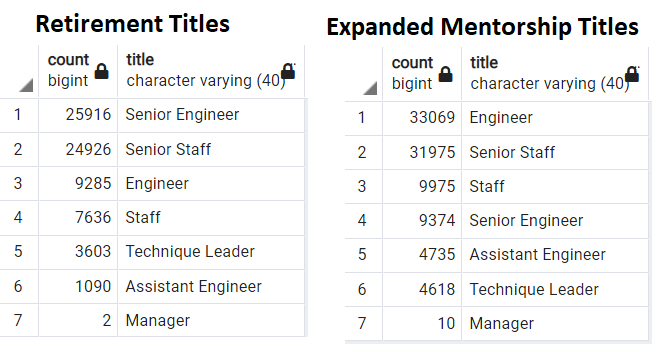 Retirement Titles
count title
bigint character varying (40)
1 25916 Senior Engineer
2 24926 Senior Staff
3 9285 Engineer
4 7636 Staff
5 3603 Technique Leader
6 1090 Assistant Engineer
7 2 Manager
Expanded Mentorship Titles
count title
bigint character varying (40)
1 33069 Engineer
2 31975 Senior Staff
3 9975 Staff
4 9374 Senior Engineer
5 4735 Assistant Engineer
6 4618 Technique Leader
7 10 Manager